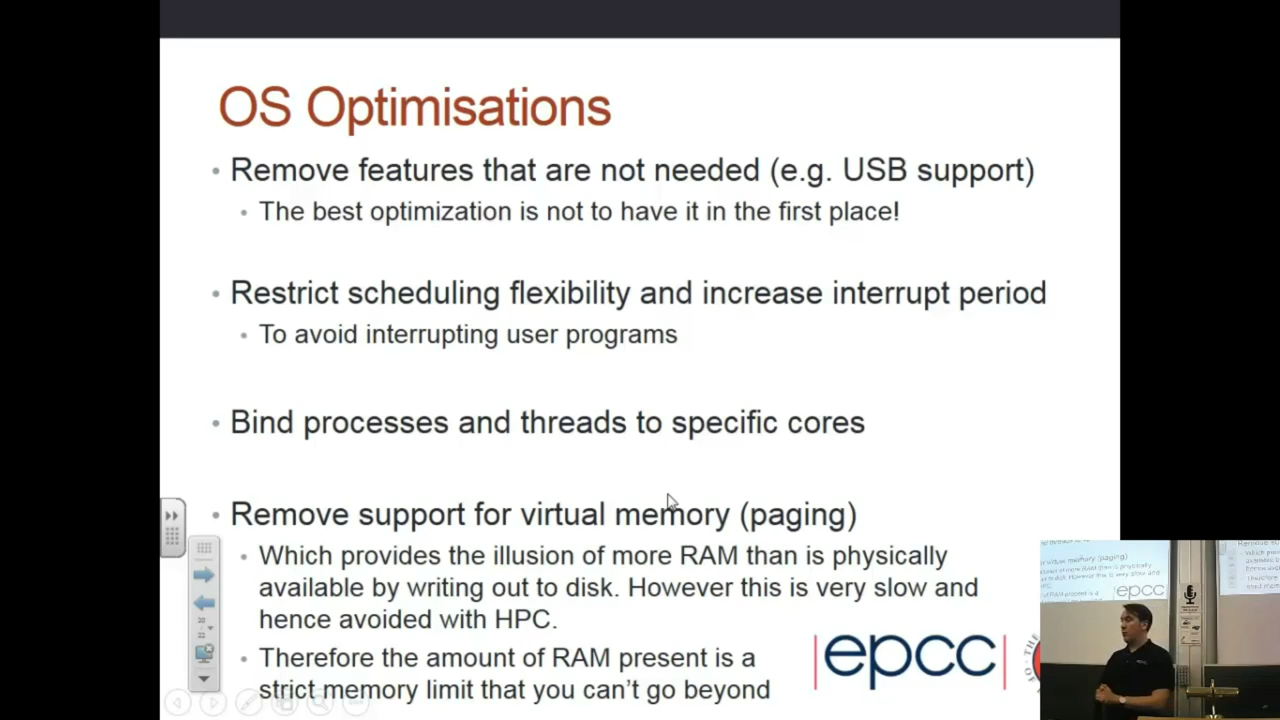 OS Optimisations
• Remove features that are not needed (e.g. USB support)
• The best optimization is not to have it in the first place!
• Restrict scheduling flexibility and increase interrupt period
• To avoid interrupting user programs
• Bind processes and threads to specific cores
• Remove support for virtual memory (paging)
• Which provides the illusion of more RAM than is physically
available by writing out to disk. However this is very slow and
hence avoided with HPC.
• Therefore the amount of RAM present is a
strict memory limit that you can't go beyond
epcc